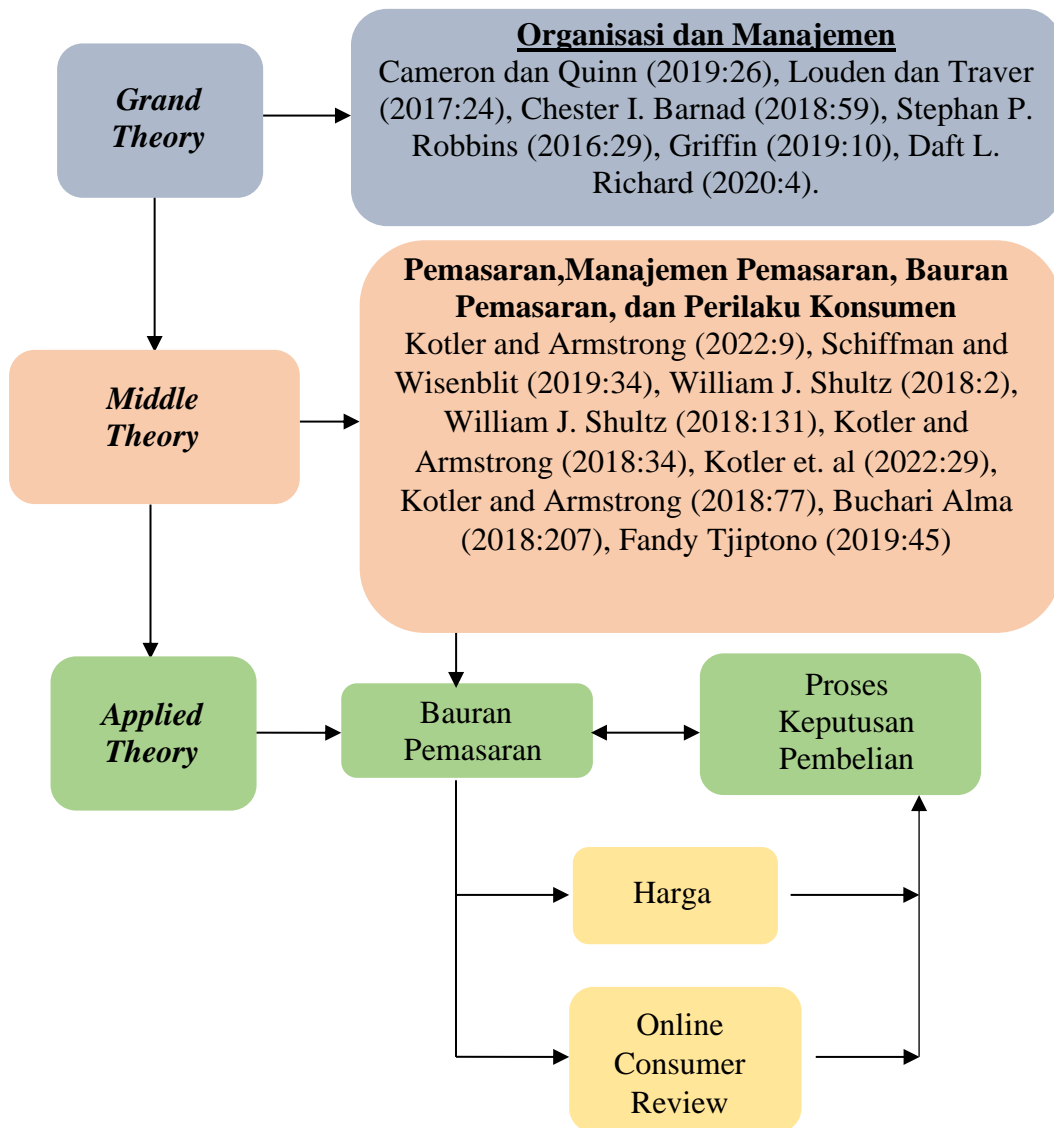 Grand
Theory
Organisasi dan Manajemen
Cameron dan Quinn (2019:26), Louden dan Traver
(2017:24), Chester I. Barnad (2018:59), Stephan P.
Robbins (2016:29), Griffin (2019:10), Daft L.
Richard (2020:4).
Middle
Theory
Pemasaran,Manajemen Pemasaran, Bauran
Pemasaran, dan Perilaku Konsumen
Kotler and Armstrong (2022:9), Schiffman and
Wisenblit (2019:34), William J. Shultz (2018:2),
William J. Shultz (2018:131), Kotler and
Armstrong (2018:34), Kotler et. al (2022:29),
Kotler and Armstrong (2018:77), Buchari Alma
(2018:207), Fandy Tjiptono (2019:45)
Applied
Theory
Bauran
Pemasaran
Proses
Keputusan
Pembelian
Harga
Online
Consumer
Review